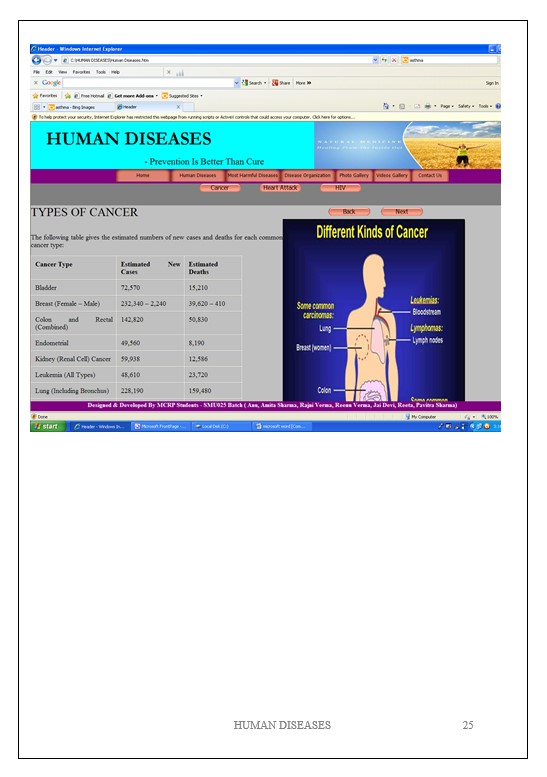 Header - Windows Internet Explorer
C:\HUMAN DISEASES\Human Diseases.htm
asthma
File Edit View Favorites Tools Help
Google
Search
Share
More »
Sign In
Favorites
Free Hotmail
Get more Add-ons
Suggested Sites
asthma - Bing Images
Header
Page
Safety
Tools
To help protect your security, Internet Explorer has restricted this webpage from running scripts or ActiveX controls that could access your computer. Click here for options...
HUMAN DISEASES
- Prevention Is Better Than Cure
NATURAL MEDICINE
Home Human Diseases Most Harmful Diseases Disease Organization Photo Gallery Videos Gallery Contact Us
Cancer Heart Attack HIV
TYPES OF CANCER
Back Next
The following table gives the estimated numbers of new cases and deaths for each common
cancer type:
Cancer Type Estimated New Cases Estimated Deaths
Bladder 72,570 15,210
Breast (Female – Male) 232,340 – 2,240 39,620 – 410
Colon and Rectal (Combined) 142,820 50,830
Endometrial 49,560 8,190
Kidney (Renal Cell) Cancer 59,938 12,586
Leukemia (All Types) 48,610 23,720
Lung (Including Bronchus) 228,190 159,480
Different Kinds of Cancer
Some common
carcinomas:
Lung
Breast (women)
Colon
Leukemias:
Bloodstream
Lymphomas:
Lymph nodes
Some common
Designed & Developed By MCRP Students - SMU025 Batch ( Anu, Amita Sharma, Rajni Verma, Reenu Verma, Jai Devi, Reeta, Pavitra Sharma)
Done
My Computer
100%
start
Header - Windows In...
Microsoft FrontPage -...
Local Disk (C:)
microsoft word [Com...
HUMAN DISEASES 25